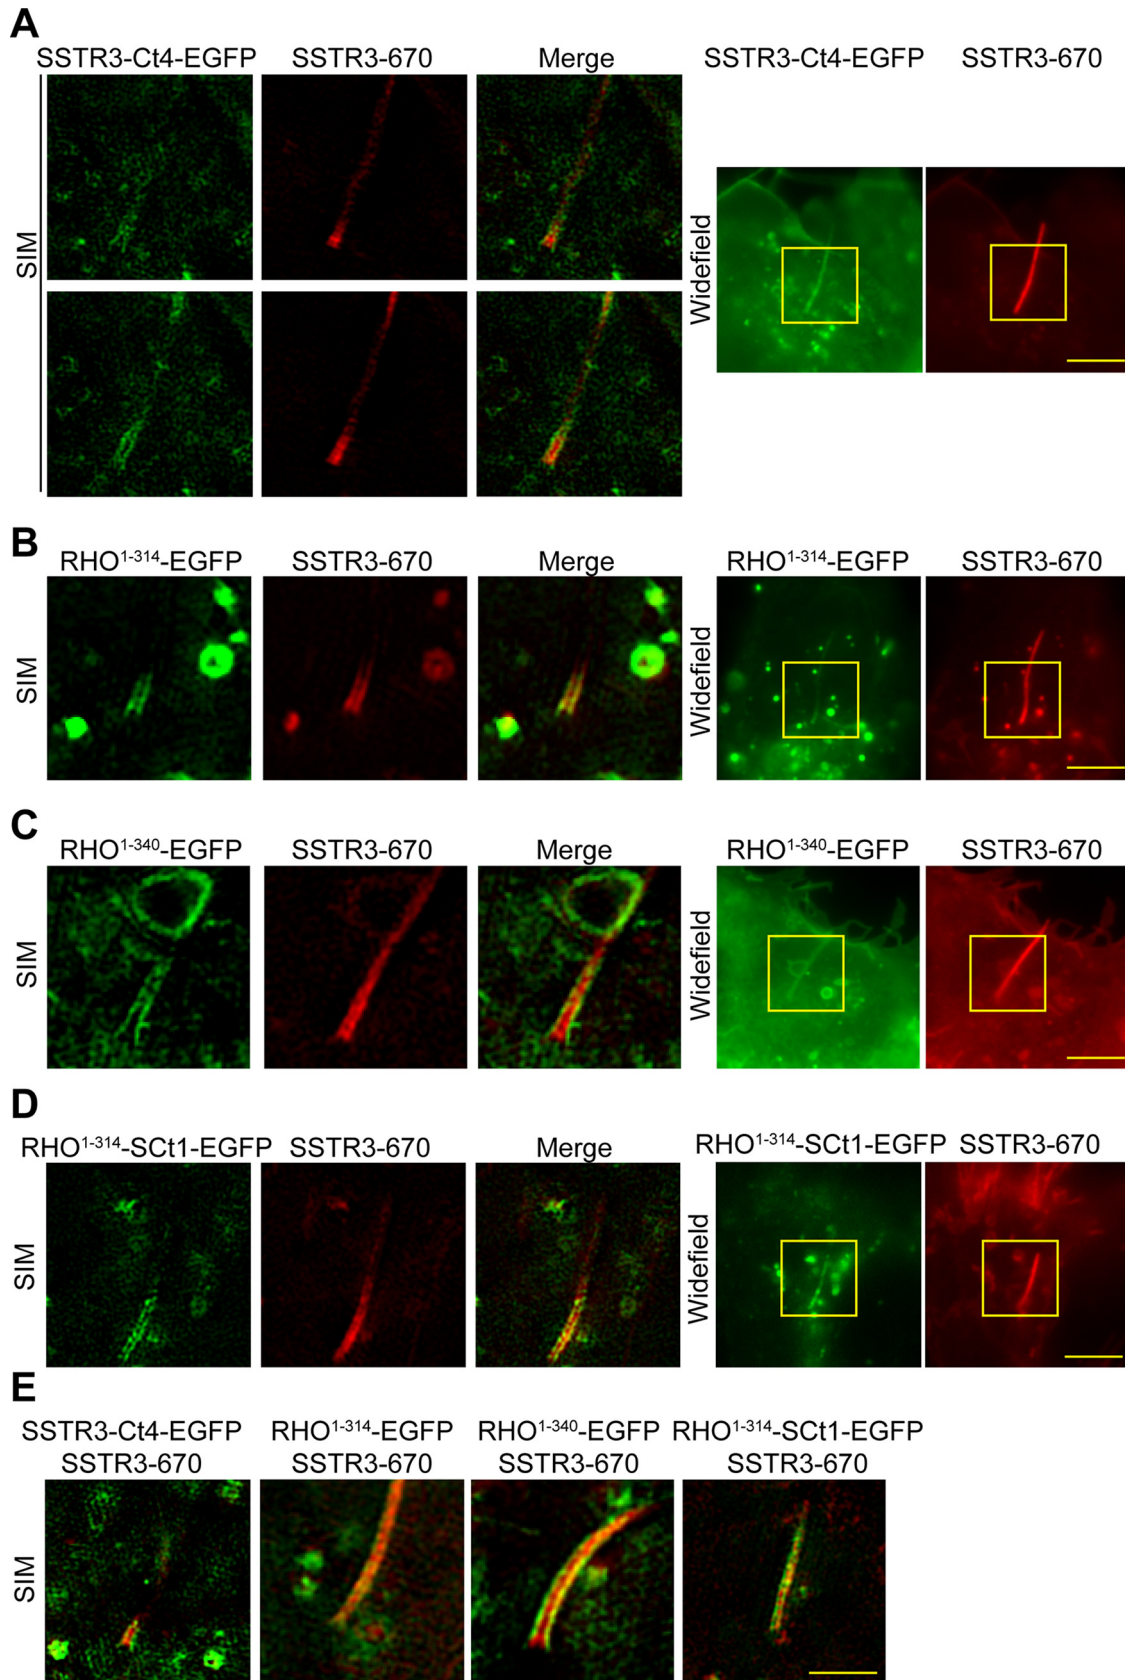 A
SSTR3-Ct4-EGFP SSTR3-670 Merge SSTR3-Ct4-EGFP SSTR3-670
SIM
Widefield
B
RHO1-314-EGFP SSTR3-670 Merge RHO1-314-EGFP SSTR3-670
SIM
Widefield
C
RHO1-340-EGFP SSTR3-670 Merge RHO1-340-EGFP SSTR3-670
SIM
Widefield
D
RHO1-314-SCt1-EGFP SSTR3-670 Merge RHO1-314-SCt1-EGFP SSTR3-670
SIM
Widefield
E
SSTR3-Ct4-EGFP RHO1-314-EGFP RHO1-340-EGFP RHO1-314-SCt1-EGFP
SSTR3-670 SSTR3-670 SSTR3-670 SSTR3-670
SIM